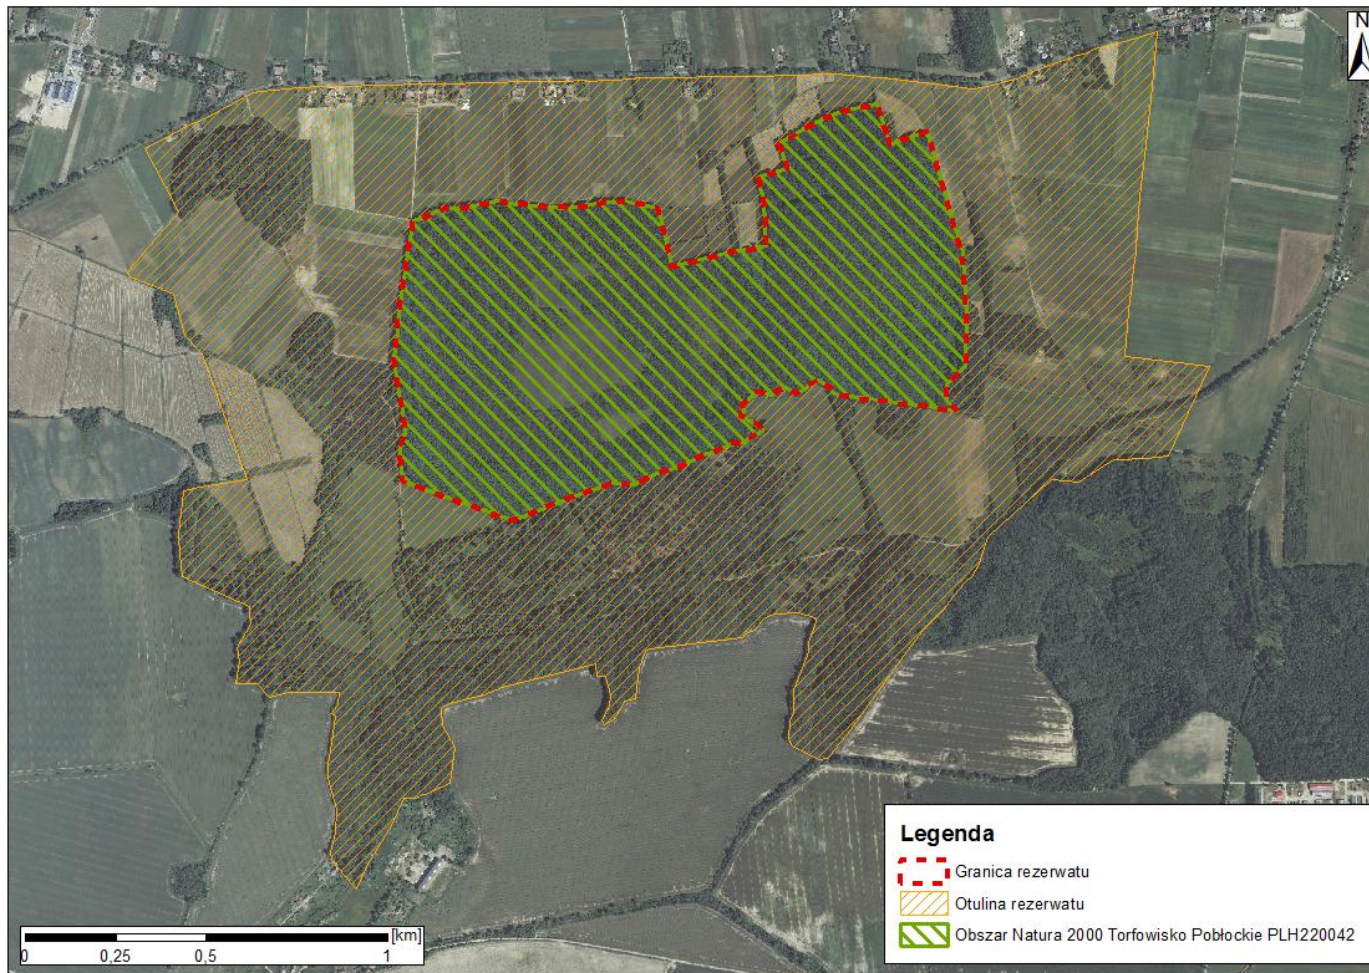 N
Legenda
Granica rezerwatu
Otulina rezerwatu
Obszar Natura 2000 Torfowisko Pobłockie PLH220042
[km]
0 0,25 0,5 1